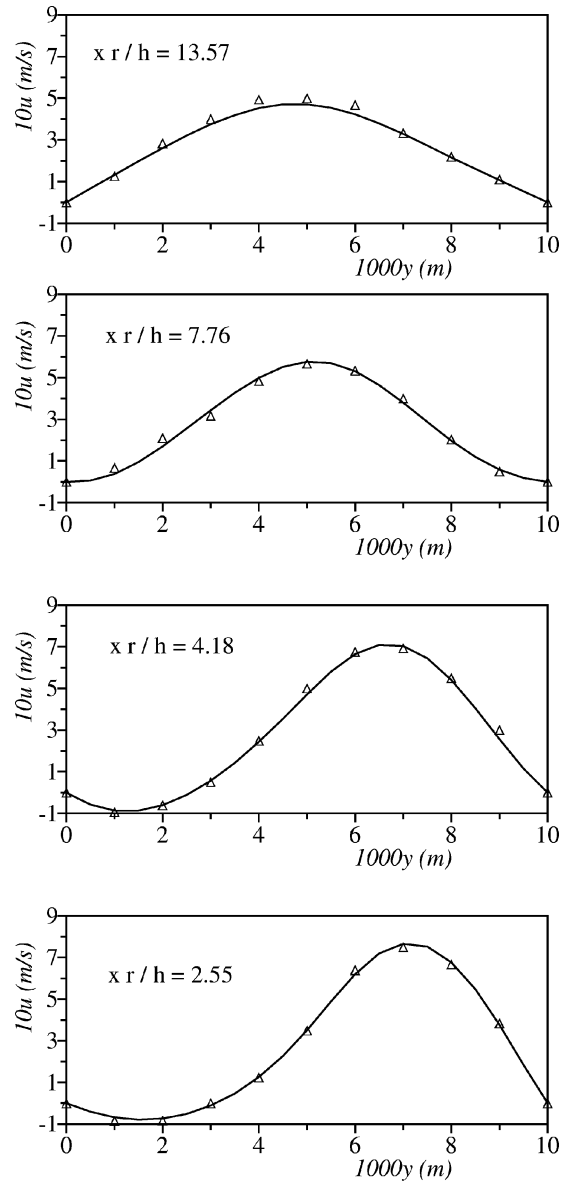 9
7
5
3
1
-1
10u (m/s)
x r / h = 13.57
0 2 4 6 8 10
1000y (m)
9
7
5
3
1
-1
10u (m/s)
x r / h = 7.76
0 2 4 6 8 10
1000y (m)
9
7
5
3
1
-1
10u (m/s)
x r / h = 4.18
0 2 4 6 8 10
1000y (m)
9
7
5
3
1
-1
10u (m/s)
x r / h = 2.55
0 2 4 6 8 10
1000y (m)